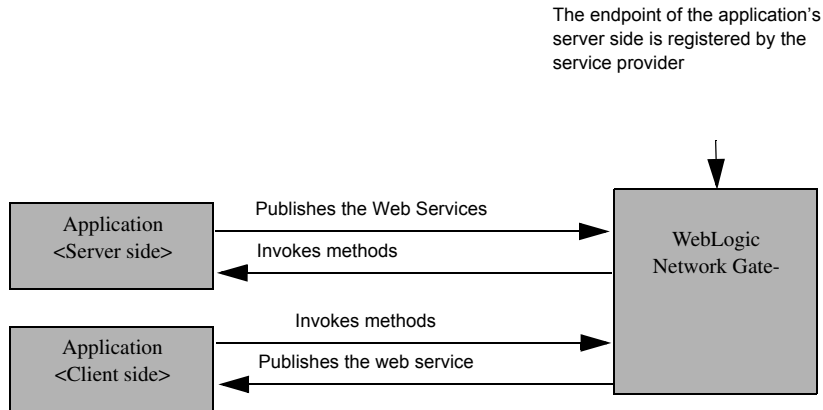 The endpoint of the application's
server side is registered by the
service provider
Publishes the Web Services
Application
<Server side>
Invokes methods
WebLogic
Network Gate-
Invokes methods
Application
<Client side>
Publishes the web service